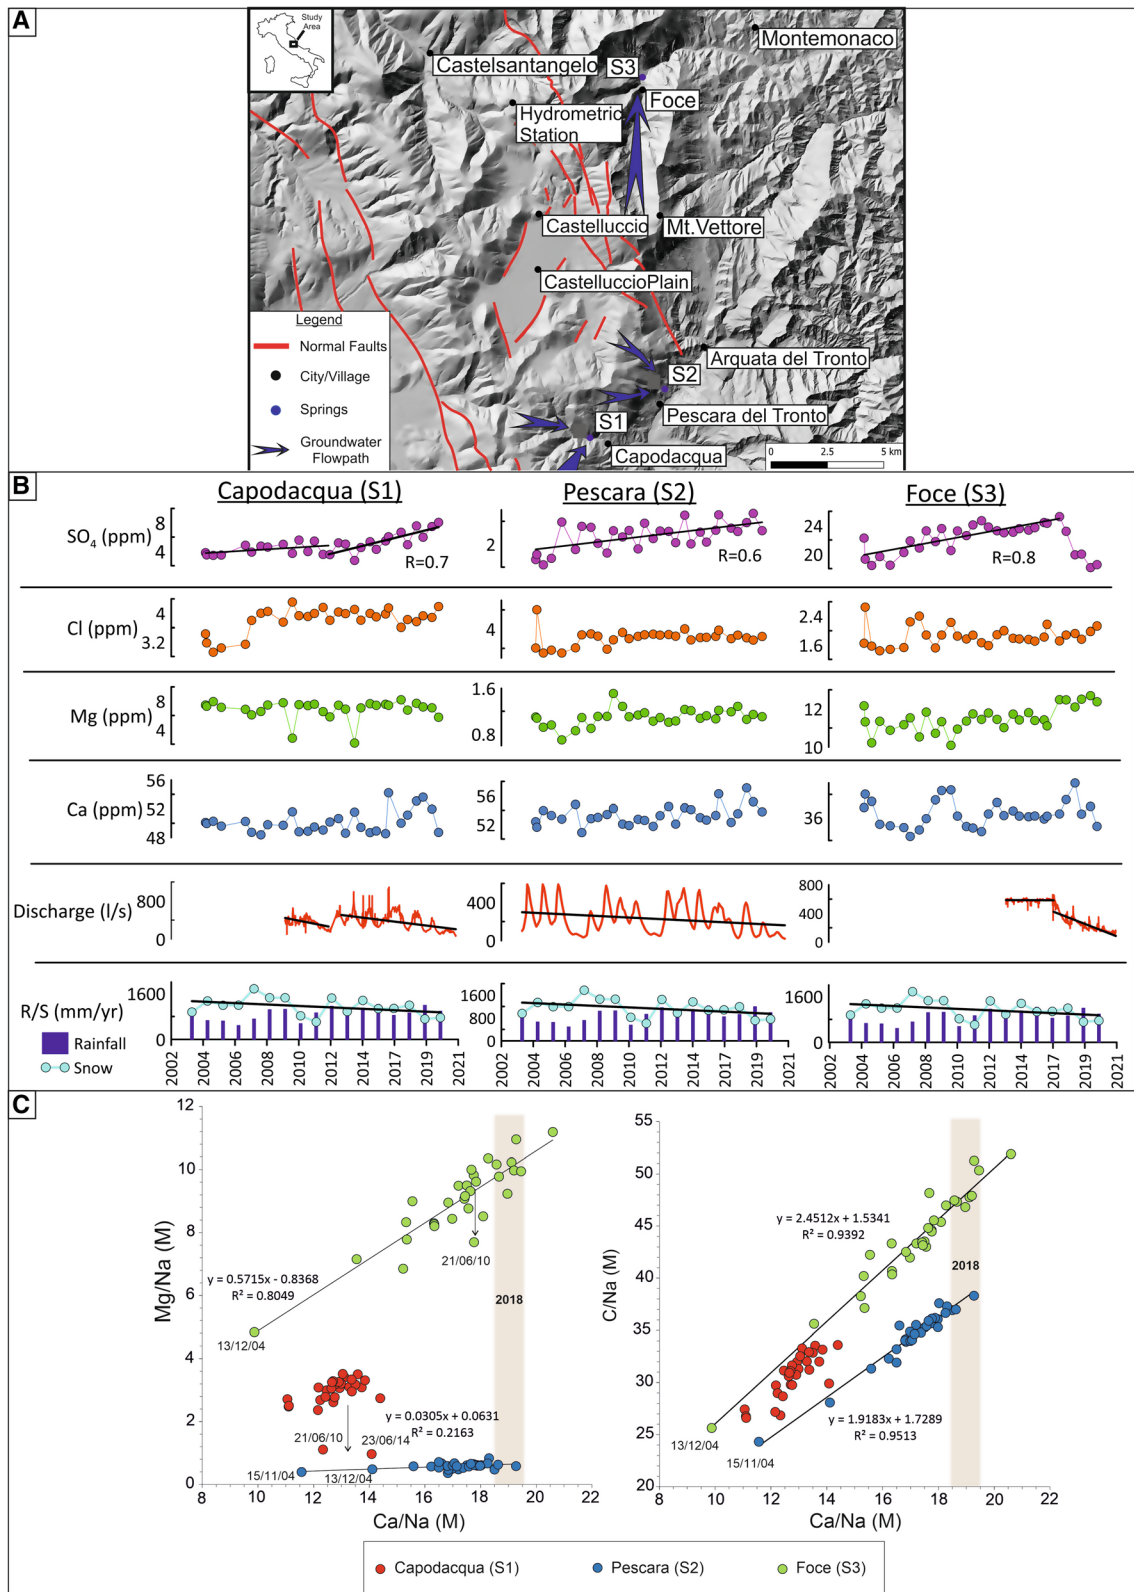 A
Study
Area
Montemonaco
Castelsantangelo
S3
Foce
Hydrometric
Station
Castelluccio
Mt.Vettore
CastelluccioPlain
Legend
Normal Faults
City/Village
Springs
Groundwater
Flowpath
Arquata del Tronto
S2
Pescara del Tronto
S1
Capodacqua
0 2.5 5 km
B
Capodacqua (S1) Pescara (S2) Foce (S3)
SO4 (ppm)
8
4
R=0.7
2
R=0.6
24
20
R=0.8
Cl (ppm)
4
3.2
4
2.4
1.6
Mg (ppm)
8
4
1.6
0.8
12
10
Ca (ppm)
56
52
48
56
52
36
Discharge (l/s)
800
0
400
0
800
400
0
R/S (mm/yr)
Rainfall
Snow
1600
0
1600
800
0
1600
800
0
2002 2004 2006 2008 2010 2012 2014 2016 2019 2021
2002 2004 2006 2008 2010 2012 2014 2016 2019 2021
2002 2004 2006 2008 2010 2012 2014 2016 2019 2021
C
Mg/Na (M)
12
10
8
6
4
2
0
y = 0.5715x - 0.8368
R² = 0.8049
21/06/10
2018
13/12/04
y = 0.0305x + 0.0631
R² = 0.2163
21/06/10
23/06/14
15/11/04
13/12/04
8 10 12 14 16 18 20 22
Ca/Na (M)
C/Na (M)
55
50
45
40
35
30
25
20
y = 2.4512x + 1.5341
R² = 0.9392
2018
y = 1.9183x + 1.7289
R² = 0.9513
13/12/04
15/11/04
8 10 12 14 16 18 20 22
Ca/Na (M)
Capodacqua (S1) Pescara (S2) Foce (S3)